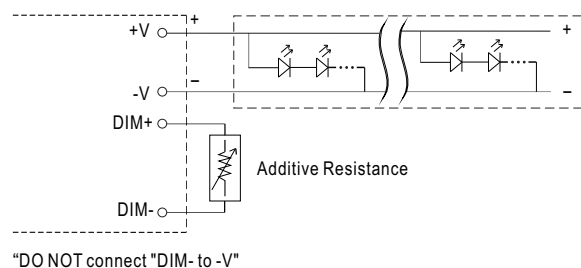 +V
+
+
-V
–
–
DIM+
Additive Resistance
DIM-
“DO NOT connect "DIM- to -V"